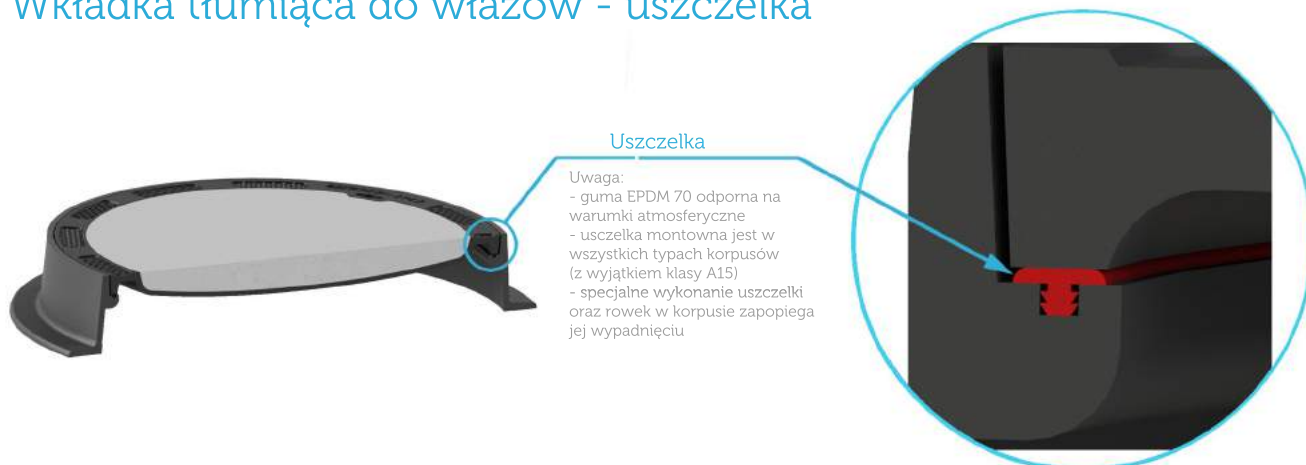 Wkładka tłumiąca do włazów - uszczelka
Uszczelka
Uwaga:
- guma EPDM 70 odporna na
warumki atmosferyczne
- usczelka montowna jest w
wszystkich typach korpusów
(z wyjątkiem klasy A15)
- specjalne wykonanie uszczelki
oraz rowek w korpusie zapopiega
jej wypadnięciu